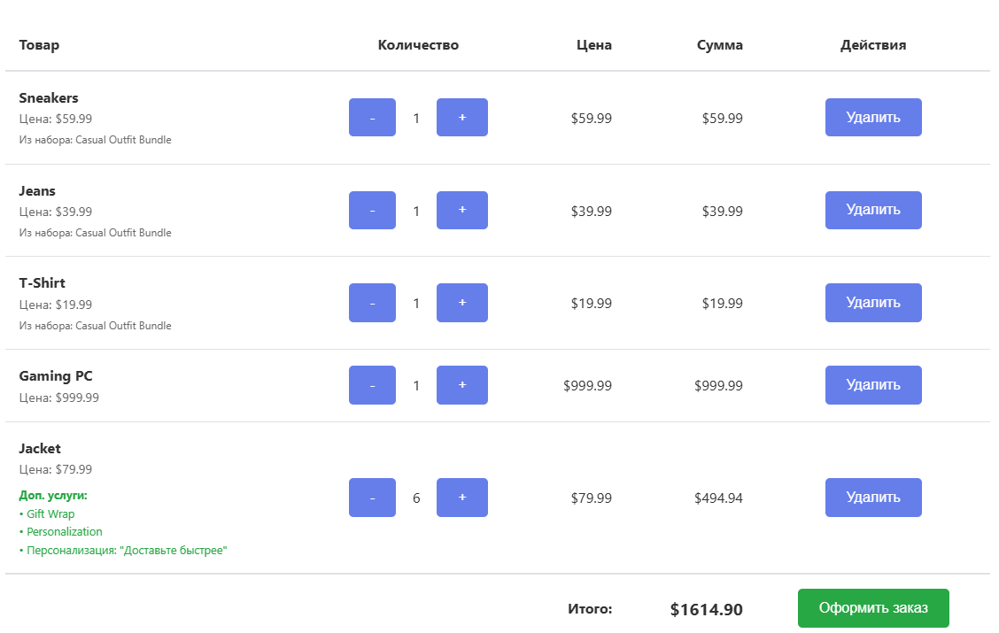 Товар Количество Цена Сумма Действия
Sneakers
Цена: $59.99
Из набора: Casual Outfit Bundle
- 1 + $59.99 $59.99 Удалить
Jeans
Цена: $39.99
Из набора: Casual Outfit Bundle
- 1 + $39.99 $39.99 Удалить
T-Shirt
Цена: $19.99
Из набора: Casual Outfit Bundle
- 1 + $19.99 $19.99 Удалить
Gaming PC
Цена: $999.99
- 1 + $999.99 $999.99 Удалить
Jacket
Цена: $79.99
Доп. услуги:
• Gift Wrap
• Personalization
• Персонализация: "Доставьте быстрее"
- 6 + $79.99 $494.94 Удалить
Итого: $1614.90 Оформить заказ